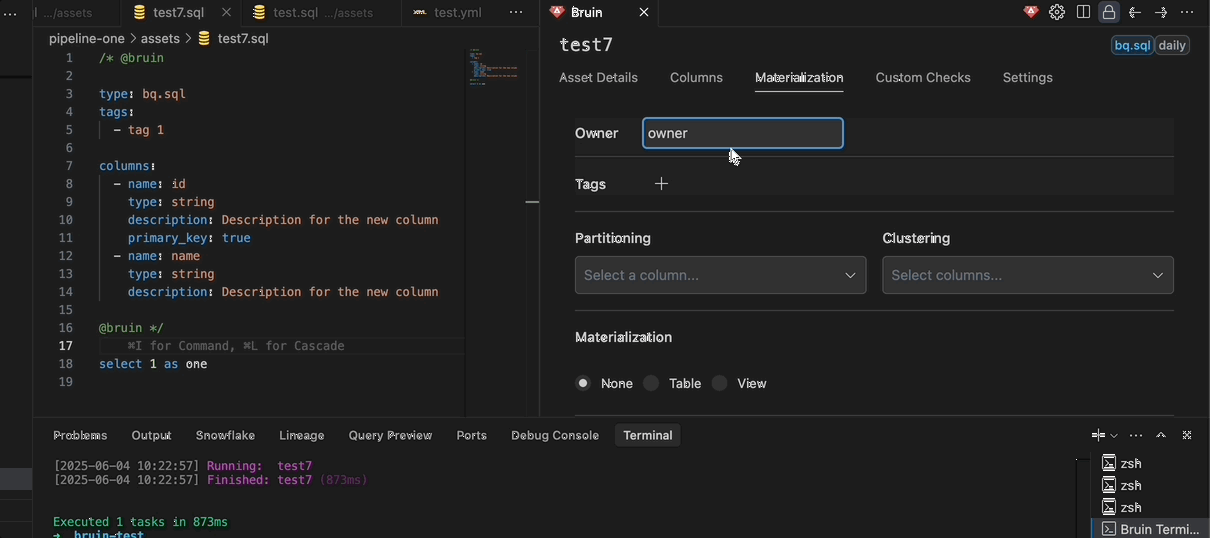 ... .../assets test7.sql test.sql .../assets test.yml ...
pipeline-one > assets > test7.sql
1 /* @bruin
2
3 type: bq.sql
4 tags:
5 - tag 1
6
7 columns:
8 - name: id
9 type: string
10 description: Description for the new column
11 primary_key: true
12 - name: name
13 type: string
14 description: Description for the new column
15
16 @bruin */
17 ⌘I for Command, ⌘L for Cascade
18 select 1 as one
19
Bruin
test7
bq.sql daily
Asset Details Columns Materialization Custom Checks Settings
Owner owner
Tags +
Partitioning Clustering
Select a column... Select columns...
Materialization
None Table View
Problems Output Snowflake Lineage Query Preview Ports Debug Console Terminal
[2025-06-04 10:22:57] Running: test7
[2025-06-04 10:22:57] Finished: test7 (873ms)
Executed 1 tasks in 873ms
→ bruin-test
zsh
zsh
zsh
Bruin Termi...